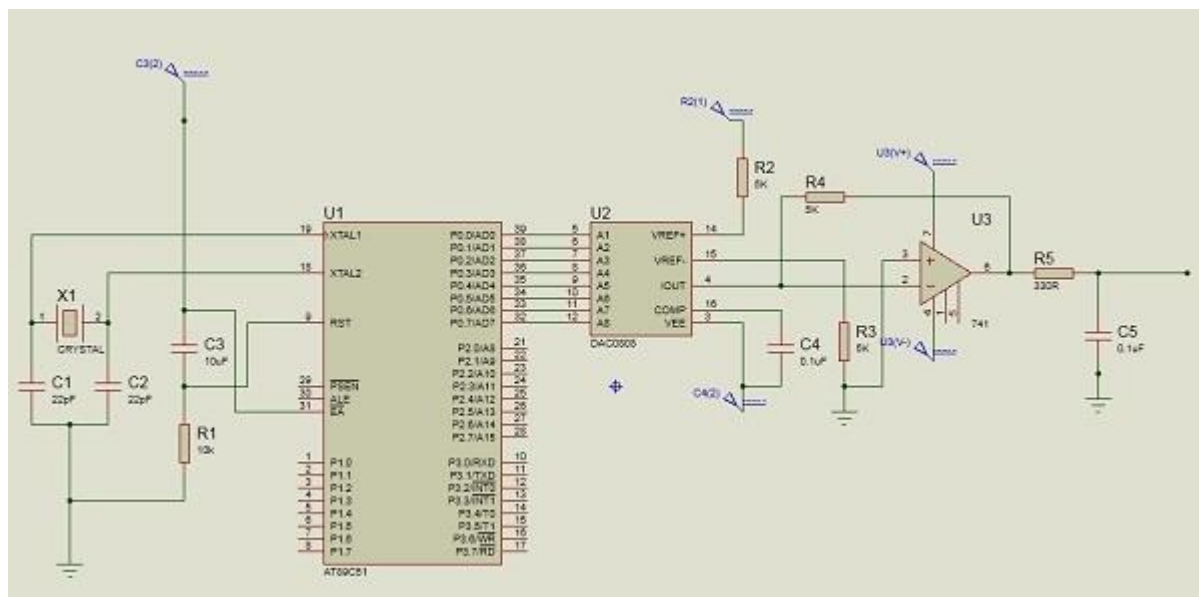 C3(2)
R2(1)
U3(V+)
R2
5K
R4
5K
U1
U2
U3
19 XTAL1
18 XTAL2
9 RST
29 PSEN
30 ALE
31 EA
1 P1.0
2 P1.1
3 P1.2
4 P1.3
5 P1.4
6 P1.5
7 P1.6
8 P1.7
P0.0/AD0 39
P0.1/AD1 38
P0.2/AD2 37
P0.3/AD3 36
P0.4/AD4 35
P0.5/AD5 34
P0.6/AD6 33
P0.7/AD7 32
P2.0/A8 21
P2.1/A9 22
P2.2/A10 23
P2.3/A11 24
P2.4/A12 25
P2.5/A13 26
P2.6/A14 27
P2.7/A15 28
P3.0/RXD 10
P3.1/TXD 11
P3.2/INT0 12
P3.3/INT1 13
P3.4/T0 14
P3.5/T1 15
P3.6/WR 16
P3.7/RD 17
AT89C51
5 A1
6 A2
7 A3
8 A4
9 A5
10 A6
11 A7
12 A8
VREF+ 14
VREF- 15
IOUT 4
COMP 16
VEE 3
DAC0808
X1
1 2
CRYSTAL
C1
22pF
C2
22pF
C3
10uF
R1
10k
C4
0.1uF
C4(2)
R3
5K
3 +
2 -
7
6
4 1 5
741
U3(V-)
R5
330R
C5
0.1uF